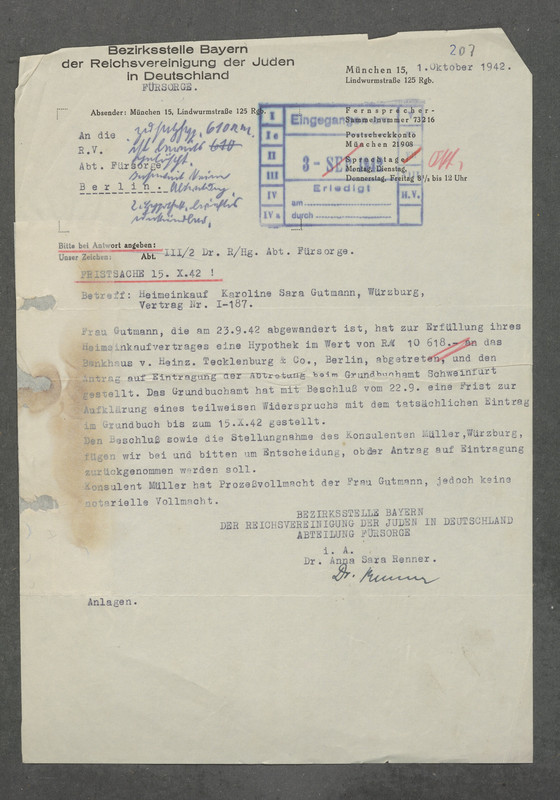 207
Bezirksstelle Bayern
der Reichsvereinigung der Juden
in Deutschland
FÜRSORGE.
München 15, 1. Oktober 1942.
Lindwurmstraße 125 Rgb.
Absender: München 15, Lindwurmstraße 125 Rgb.
Fernsprecher-
Sammelnummer 73216
Postscheckkonto
München 21908
Sprechtage
Montag, Dienstag,
Donnerstag, Freitag 8½ bis 12 Uhr
An die
R.V.
Abt. Fürsorge
Berlin.
I
Ie
II
III
IV
IVa
Eingegangen
3-
Erledigt
am
durch
H.V.
Bitte bei Antwort angeben:
Unser Zeichen: Abt. III/2 Dr. R/Hg. Abt. Fürsorge.
FRISTSACHE 15. X.42 !
Betreff: Heimeinkauf Karoline Sara Gutmann, Würzburg,
Vertrag Nr. I-187.
Frau Gutmann, die am 23.9.42 abgewandert ist, hat zur Erfüllung ihres
Heimeinkaufvertrages eine Hypothek im Wert von RM 10 618.- an das
Bankhaus v. Heinz. Tecklenburg & Co., Berlin, abgetreten, und den
Antrag auf Eintragung der Abtretung beim Grundbuchamt Schweinfurt
gestellt. Das Grundbuchamt hat mit Beschluß vom 22.9. eine Frist zur
Aufklärung eines teilweisen Widerspruchs mit dem tatsächlichen Eintrag
im Grundbuch bis zum 15.X.42 gestellt.
Den Beschluß sowie die Stellungnahme des Konsulenten Müller,Würzburg,
fügen wir bei und bitten um Entscheidung, ob der Antrag auf Eintragung
zurückgenommen werden soll.
Konsulent Müller hat Prozeßvollmacht der Frau Gutmann, jedoch keine
notarielle Vollmacht.
BEZIRKSSTELLE BAYERN
DER REICHSVEREINIGUNG DER JUDEN IN DEUTSCHLAND
ABTEILUNG FÜRSORGE
i. A.
Dr. Anna Sara Renner.
Dr. Renner
Anlagen.